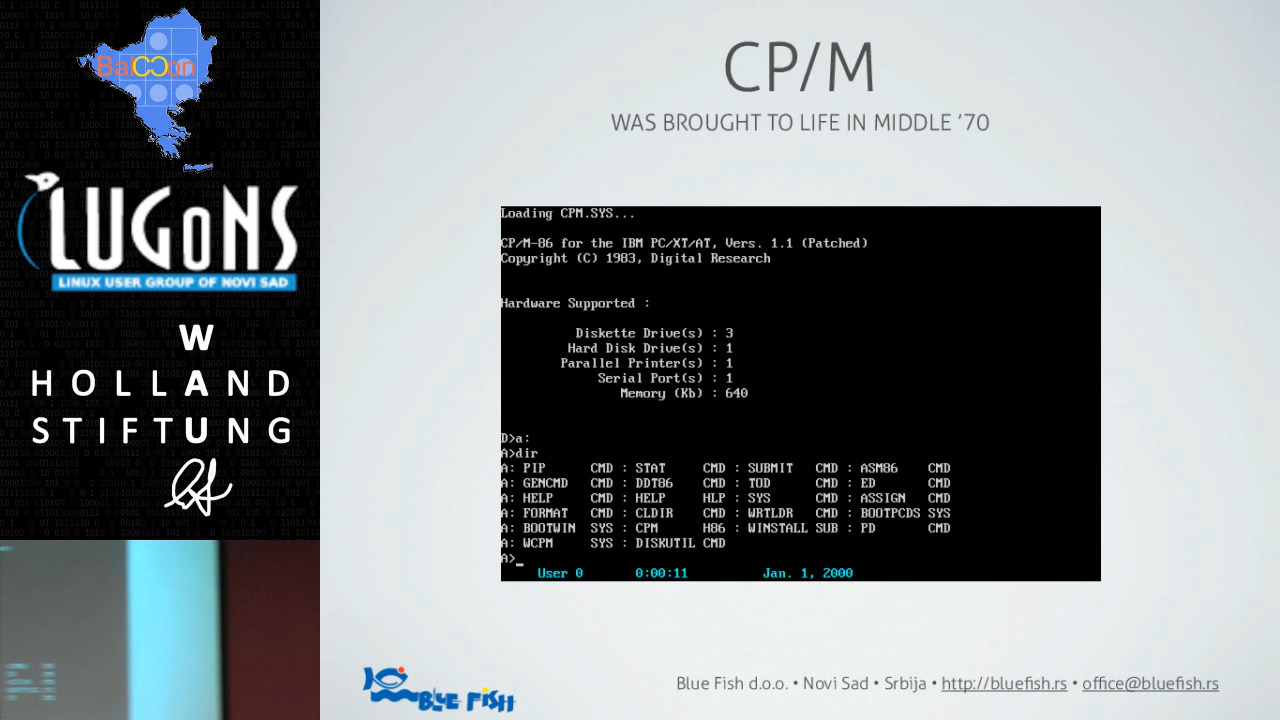 BalCCon
LUGoNS
LINUX USER GROUP OF NOVI SAD
W
HOLLAND
STIFTUNG
CP/M
WAS BROUGHT TO LIFE IN MIDDLE ’70
Loading CPM.SYS...
CP/M-86 for the IBM PC/XT/AT, Vers. 1.1 (Patched)
Copyright (C) 1983, Digital Research
Hardware Supported :
Diskette Drive(s) : 3
Hard Disk Drive(s) : 1
Parallel Printer(s) : 1
Serial Port(s) : 1
Memory (Kb) : 640
D>a:
A>dir
A: PIP      CMD : STAT     CMD : SUBMIT   CMD : ASM86    CMD
A: GENCMD   CMD : DDT86    CMD : TOD      CMD : ED       CMD
A: HELP     CMD : HELP     HLP : SYS      CMD : ASSIGN   CMD
A: FORMAT   CMD : CLDIR    CMD : WRTLDR   CMD : BOOTPCDS SYS
A: BOOTWIN  SYS : CPM      H86 : WINSTALL SUB : PD       CMD
A: WCPM     SYS : DISKUTIL CMD
A>_
User 0      0:00:11      Jan. 1, 2000
BLUE FISH
Blue Fish d.o.o. • Novi Sad • Srbija • http://bluefish.rs • office@bluefish.rs